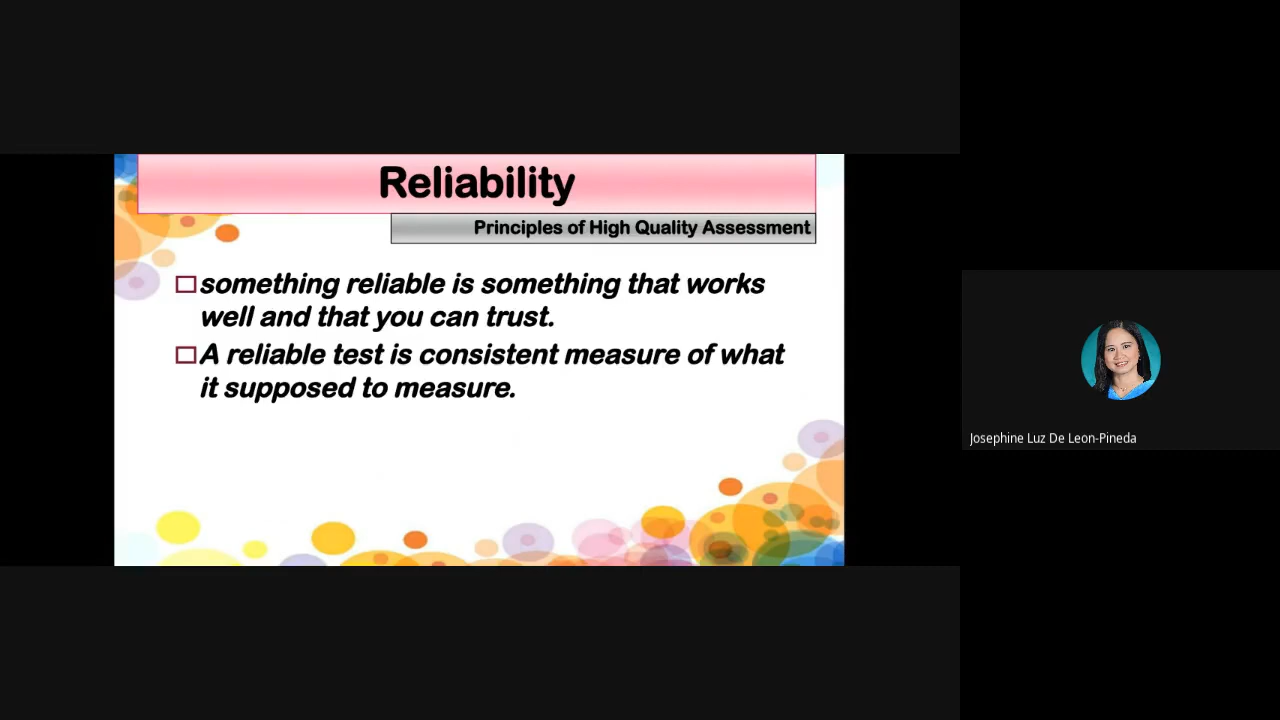 Reliability
Principles of High Quality Assessment
something reliable is something that works
well and that you can trust.
A reliable test is consistent measure of what
it supposed to measure.
Josephine Luz De Leon-Pineda